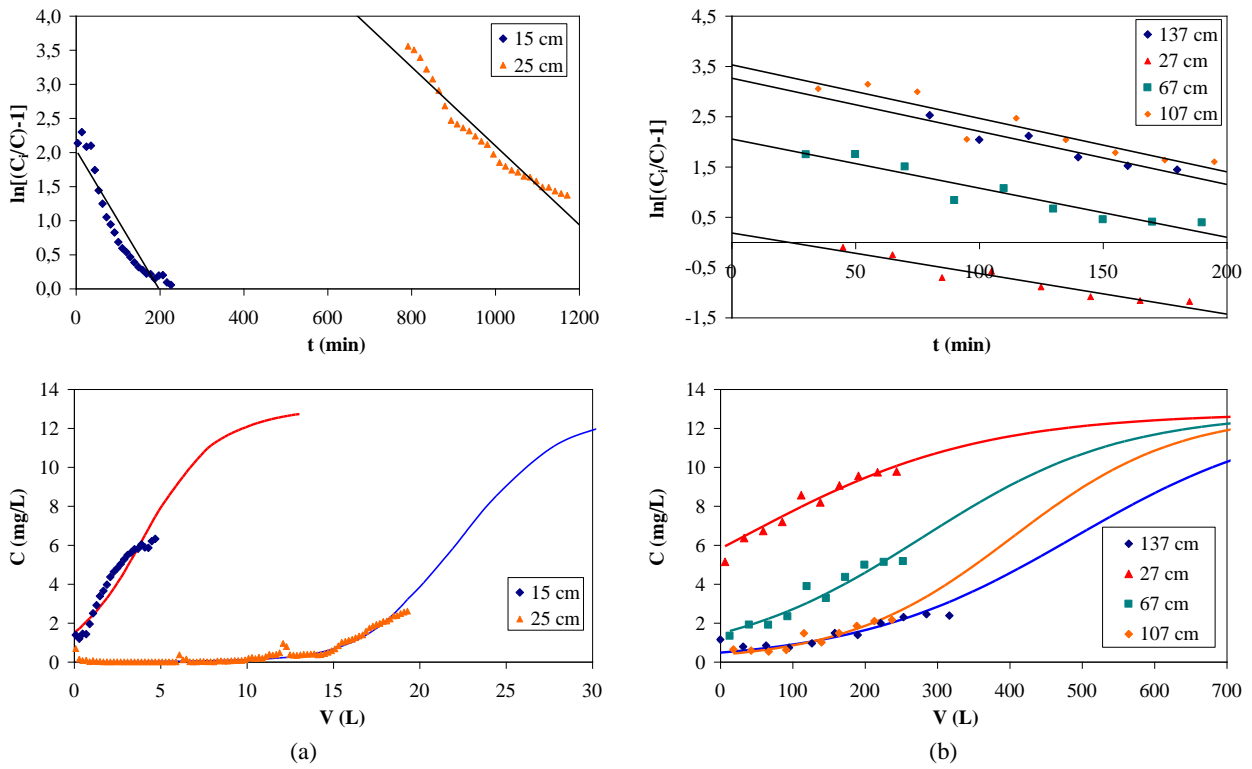 4,0
3,5
3,0
2,5
2,0
1,5
1,0
0,5
0,0
ln[(Ci/C)-1]
15 cm
25 cm
0 200 400 600 800 1000 1200
t (min)
4,5
3,5
2,5
1,5
0,5
-0,5
-1,5
ln[(Ci/C)-1]
137 cm
27 cm
67 cm
107 cm
0 50 100 150 200
t (min)
14
12
10
8
6
4
2
0
C (mg/L)
15 cm
25 cm
0 5 10 15 20 25 30
V (L)
(a)
14
12
10
8
6
4
2
0
C (mg/L)
137 cm
27 cm
67 cm
107 cm
0 100 200 300 400 500 600 700
V (L)
(b)